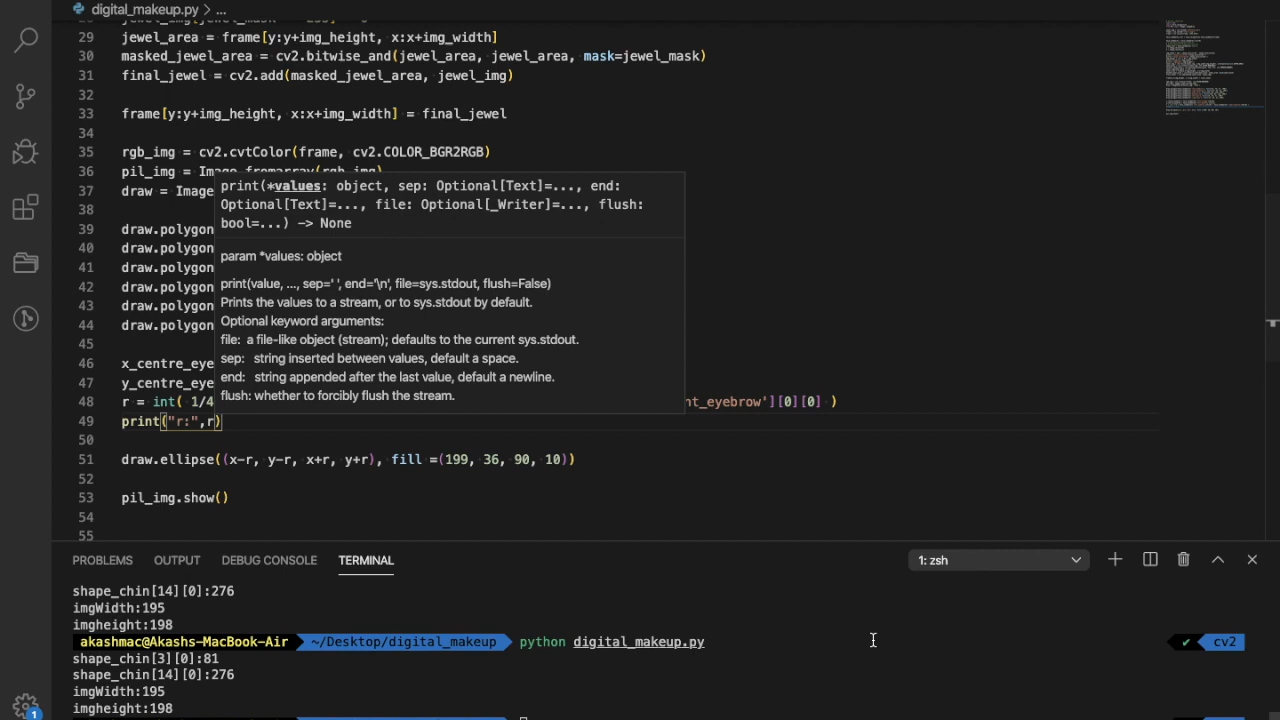 digital_makeup.py > ...
29 jewel_area = frame[y:y+img_height, x:x+img_width]
30 masked_jewel_area = cv2.bitwise_and(jewel_area, jewel_area, mask=jewel_mask)
31 final_jewel = cv2.add(masked_jewel_area, jewel_img)
32
33 frame[y:y+img_height, x:x+img_width] = final_jewel
34
35 rgb_img = cv2.cvtColor(frame, cv2.COLOR_BGR2RGB)
36 pil_img = Image.fromarray(rgb_img)
37 draw = Image
38
39 draw.polygon
40 draw.polygon
41 draw.polygon
42 draw.polygon
43 draw.polygon
44 draw.polygon
45
46 x_centre_eye
47 y_centre_eye
48 r = int( 1/4 nt_eyebrow'][0][0] )
49 print("r:",r)
50
51 draw.ellipse((x-r, y-r, x+r, y+r), fill =(199, 36, 90, 10))
52
53 pil_img.show()
54
55
print(*values: object, sep: Optional[Text]=..., end:
Optional[Text]=..., file: Optional[_Writer]=..., flush:
bool=...) -> None
param *values: object
print(value, ..., sep=' ', end='\n', file=sys.stdout, flush=False)
Prints the values to a stream, or to sys.stdout by default.
Optional keyword arguments:
file: a file-like object (stream); defaults to the current sys.stdout.
sep: string inserted between values, default a space.
end: string appended after the last value, default a newline.
flush: whether to forcibly flush the stream.
PROBLEMS OUTPUT DEBUG CONSOLE TERMINAL 1: zsh
shape_chin[14][0]:276
imgWidth:195
imgheight:198
akashmac@Akashs-MacBook-Air ~/Desktop/digital_makeup python digital_makeup.py ✔ cv2
shape_chin[3][0]:81
shape_chin[14][0]:276
imgWidth:195
imgheight:198
1